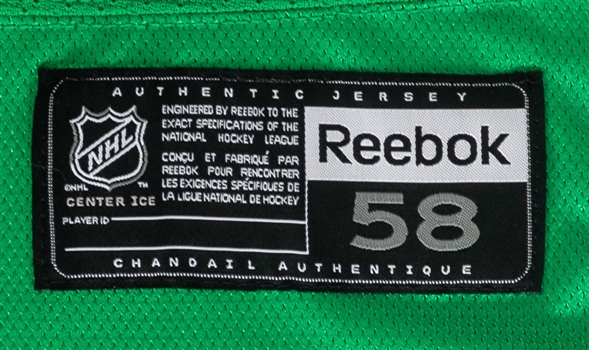 AUTHENTIC JERSEY
NHL
©NHL ™
CENTER ICE
ENGINEERED BY REEBOK TO THE
EXACT SPECIFICATIONS OF THE
NATIONAL HOCKEY LEAGUE
CONÇU ET FABRIQUÉ PAR
REEBOK POUR RENCONTRER
LES EXIGENCES SPÉCIFIQUES DE
LA LIGUE NATIONAL DE HOCKEY
PLAYER ID
Reebok
58
CHANDAIL AUTHENTIQUE